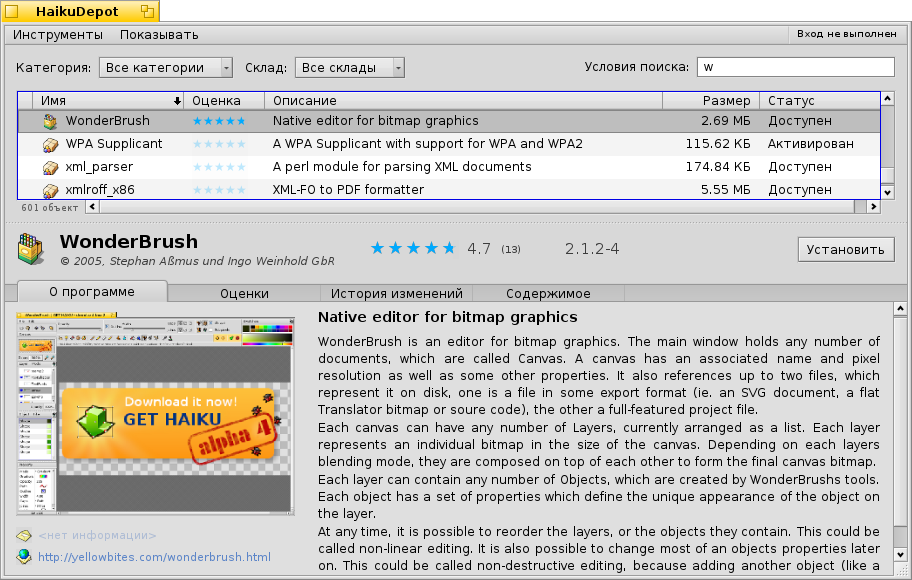 HaikuDepot
Инструменты Показывать Вход не выполнен
Категория: Все категории Склад: Все склады Условия поиска: w
Имя Оценка Описание Размер Статус
WonderBrush Native editor for bitmap graphics 2.69 МБ Доступен
WPA Supplicant A WPA Supplicant with support for WPA and WPA2 115.62 КБ Активирован
xml_parser A perl module for parsing XML documents 174.84 КБ Доступен
xmlroff_x86 XML-FO to PDF formatter 5.55 МБ Доступен
601 объект
WonderBrush 4.7 (13) 2.1.2-4 Установить
© 2005, Stephan Aßmus und Ingo Weinhold GbR
О программе Оценки История изменений Содержимое
Native editor for bitmap graphics
WonderBrush is an editor for bitmap graphics. The main window holds any number of
documents, which are called Canvas. A canvas has an associated name and pixel
resolution as well as some other properties. It also references up to two files, which
represent it on disk, one is a file in some export format (ie. an SVG document, a flat
Translator bitmap or soure code), the other a full-featured project file.
Each canvas can have any number of Layers, currently arranged as a list. Each layer
represents an individual bitmap in the size of the canvas. Depending on each layers
blending mode, they are composed on top of each other to form the final canvas bitmap.
Each layer can contain any number of Objects, which are created by WonderBrushs tools.
Each object has a set of properties which define the unique appearance of the object on
the layer.
At any time, it is possible to reorder the layers, or the objects they contain. This could be
called non-linear editing. It is also possible to change most of an objects properties later
on. This could be called non-destructive editing, because adding another object (like a
Download it now!
GET HAIKU
alpha 4
<нет информации>
http://yellowbites.com/wonderbrush.html